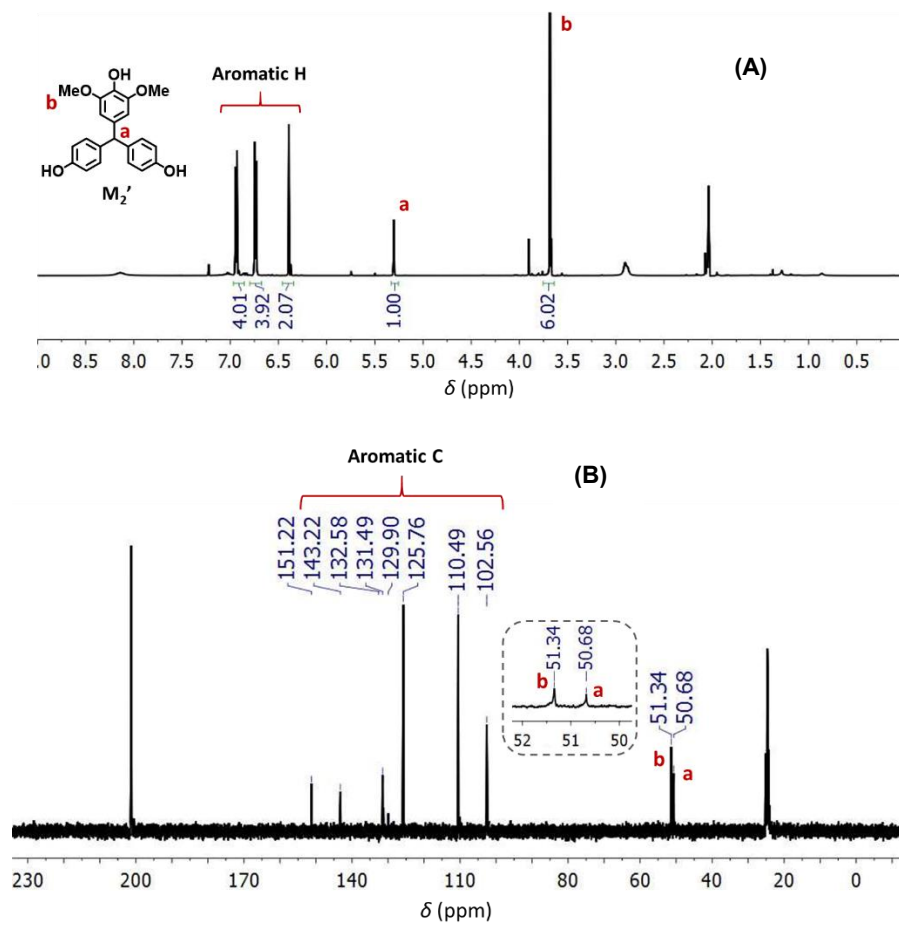 (A)
b
Aromatic H
OH
MeO OMe
b
a
HO OH
M₂'
a
4.01 3.92 2.07 1.00 6.02
.0 8.5 8.0 7.5 7.0 6.5 6.0 5.5 5.0 4.5 4.0 3.5 3.0 2.5 2.0 1.5 1.0 0.5
δ (ppm)
Aromatic C
(B)
151.22 143.22 132.58 131.49 129.90 125.76 110.49 102.56
51.34 50.68
b a
52 51 50
51.34 50.68
b a
230 200 170 140 110 80 60 40 20 0
δ (ppm)